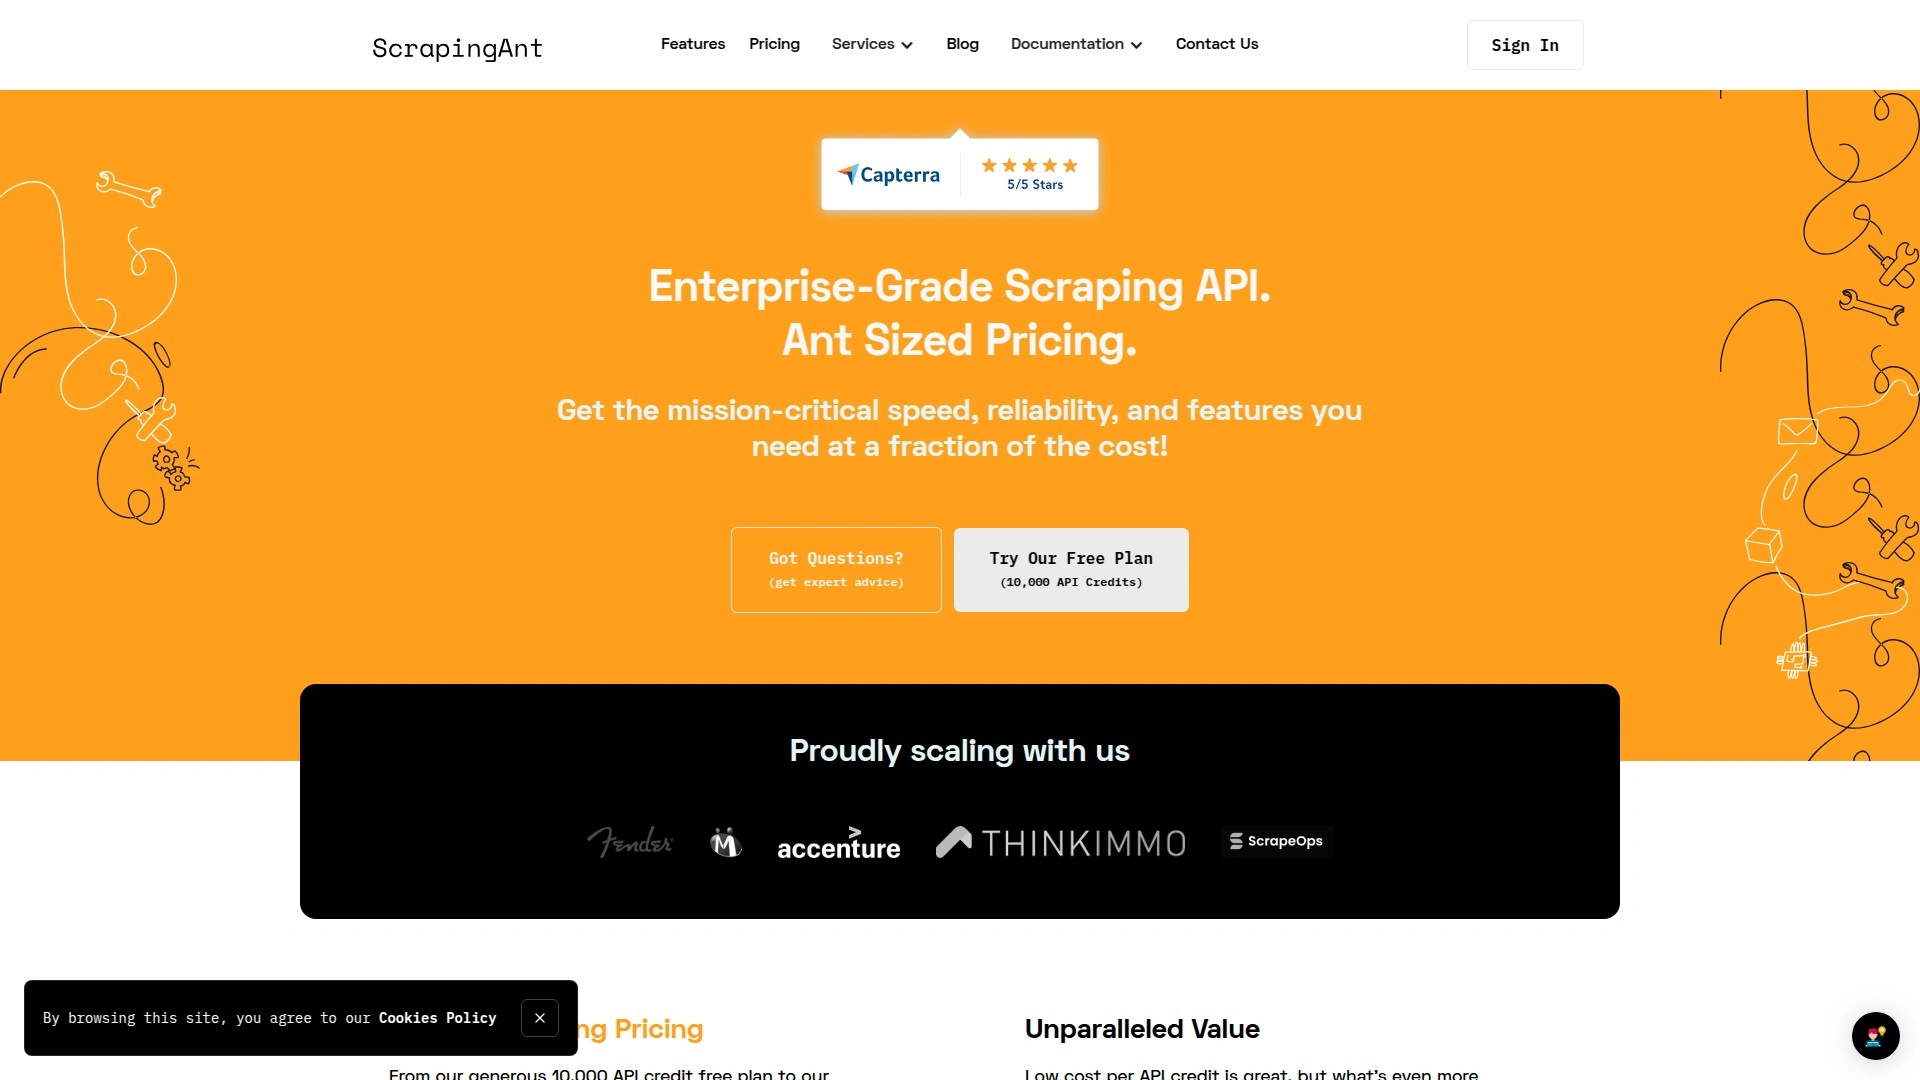 ScrapingAnt
Features
Pricing
Services
Blog
Documentation
Contact Us
Sign In
Capterra
5/5 Stars
Enterprise-Grade Scraping API.
Ant Sized Pricing.
Get the mission-critical speed, reliability, and features you
need at a fraction of the cost!
Got Questions?
(get expert advice)
Try Our Free Plan
(10,000 API Credits)
Proudly scaling with us
Fender
M
accenture
THINKIMMO
ScrapeOps
By browsing this site, you agree to our Cookies Policy
Pricing
Unparalleled Value
From our generous 10,000 API credit free plan to our
Low cost per API credit is great, but what's even more